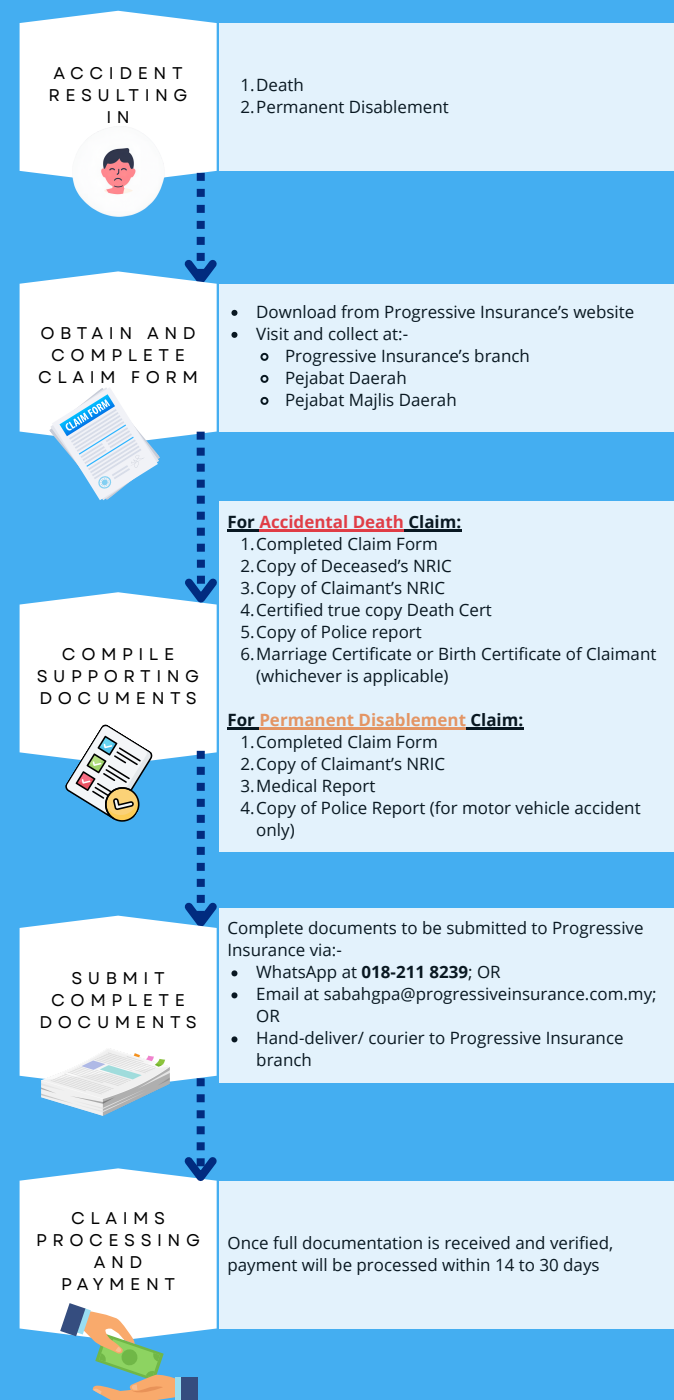 ACCIDENT
RESULTING
IN
1.Death
2.Permanent Disablement
OBTAIN AND
COMPLETE
CLAIM FORM
CLAIM FORM
• Download from Progressive Insurance’s website
• Visit and collect at:-
◦ Progressive Insurance’s branch
◦ Pejabat Daerah
◦ Pejabat Majlis Daerah
COMPILE
SUPPORTING
DOCUMENTS
For Accidental Death Claim:
1.Completed Claim Form
2.Copy of Deceased’s NRIC
3.Copy of Claimant’s NRIC
4.Certified true copy Death Cert
5.Copy of Police report
6.Marriage Certificate or Birth Certificate of Claimant
(whichever is applicable)
For Permanent Disablement Claim:
1.Completed Claim Form
2.Copy of Claimant’s NRIC
3.Medical Report
4.Copy of Police Report (for motor vehicle accident
only)
SUBMIT
COMPLETE
DOCUMENTS
Complete documents to be submitted to Progressive
Insurance via:-
• WhatsApp at 018-211 8239; OR
• Email at sabahgpa@progressiveinsurance.com.my;
OR
• Hand-deliver/ courier to Progressive Insurance
branch
CLAIMS
PROCESSING
AND
PAYMENT
Once full documentation is received and verified,
payment will be processed within 14 to 30 days